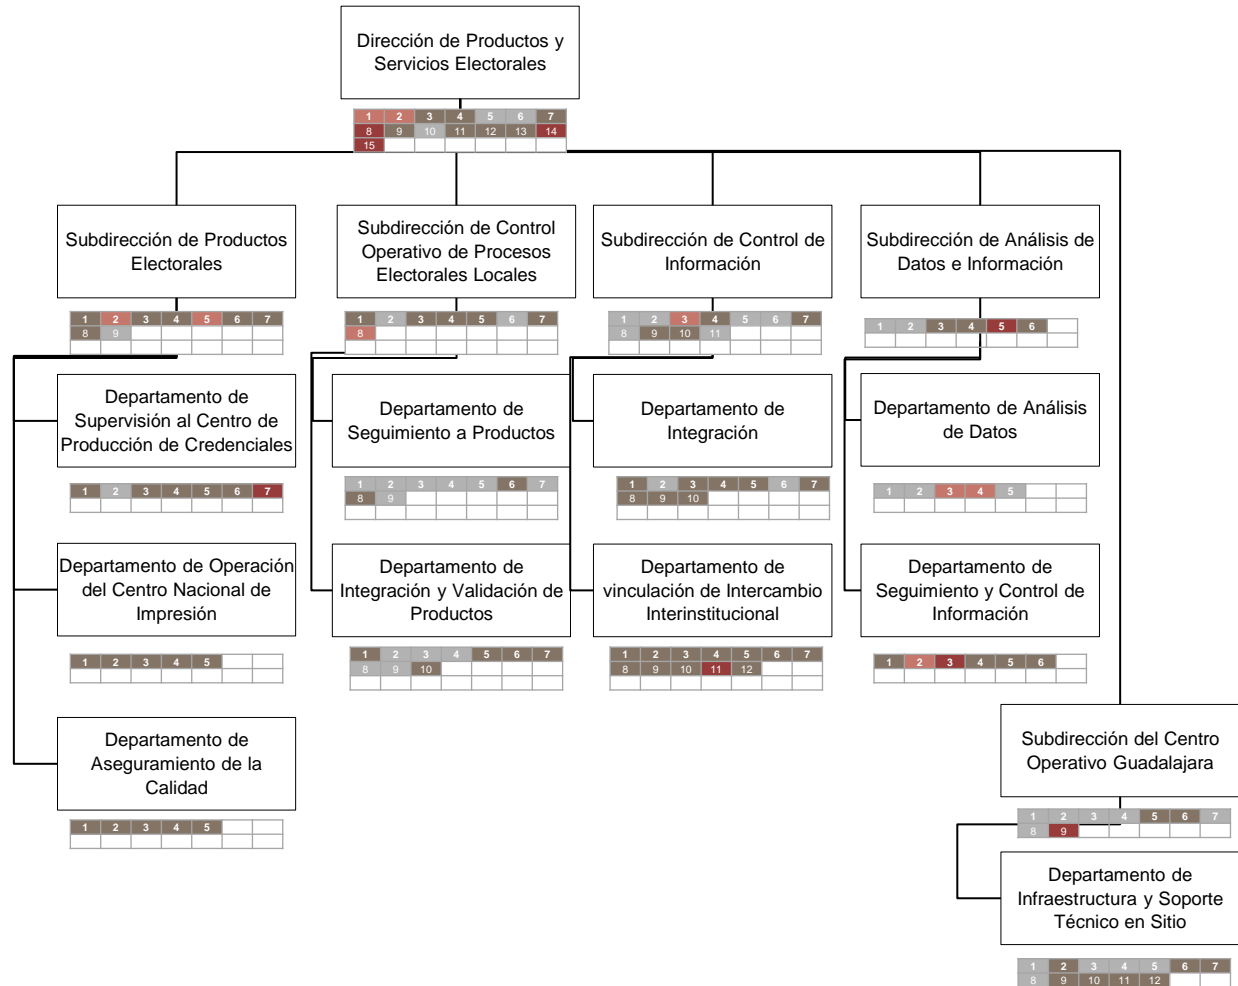 Dirección de Productos y
Servicios Electorales
1 2 3 4 5 6 7
8 9 10 11 12 13 14
15
Subdirección de Productos
Electorales
1 2 3 4 5 6 7
8 9
Subdirección de Control
Operativo de Procesos
Electorales Locales
1 2 3 4 5 6 7
8
Subdirección de Control de
Información
1 2 3 4 5 6 7
8 9 10 11
Subdirección de Análisis de
Datos e Información
1 2 3 4 5 6
Departamento de
Supervisión al Centro de
Producción de Credenciales
1 2 3 4 5 6 7
Departamento de
Seguimiento a Productos
1 2 3 4 5 6 7
8 9
Departamento de
Integración
1 2 3 4 5 6 7
8 9 10
Departamento de Análisis
de Datos
1 2 3 4 5
Departamento de Operación
del Centro Nacional de
Impresión
1 2 3 4 5
Departamento de
Integración y Validación de
Productos
1 2 3 4 5 6 7
8 9 10
Departamento de
vinculación de Intercambio
Interinstitucional
1 2 3 4 5 6 7
8 9 10 11 12
Departamento de
Seguimiento y Control de
Información
1 2 3 4 5 6
Departamento de
Aseguramiento de la
Calidad
1 2 3 4 5
Subdirección del Centro
Operativo Guadalajara
1 2 3 4 5 6 7
8 9
Departamento de
Infraestructura y Soporte
Técnico en Sitio
1 2 3 4 5 6 7
8 9 10 11 12